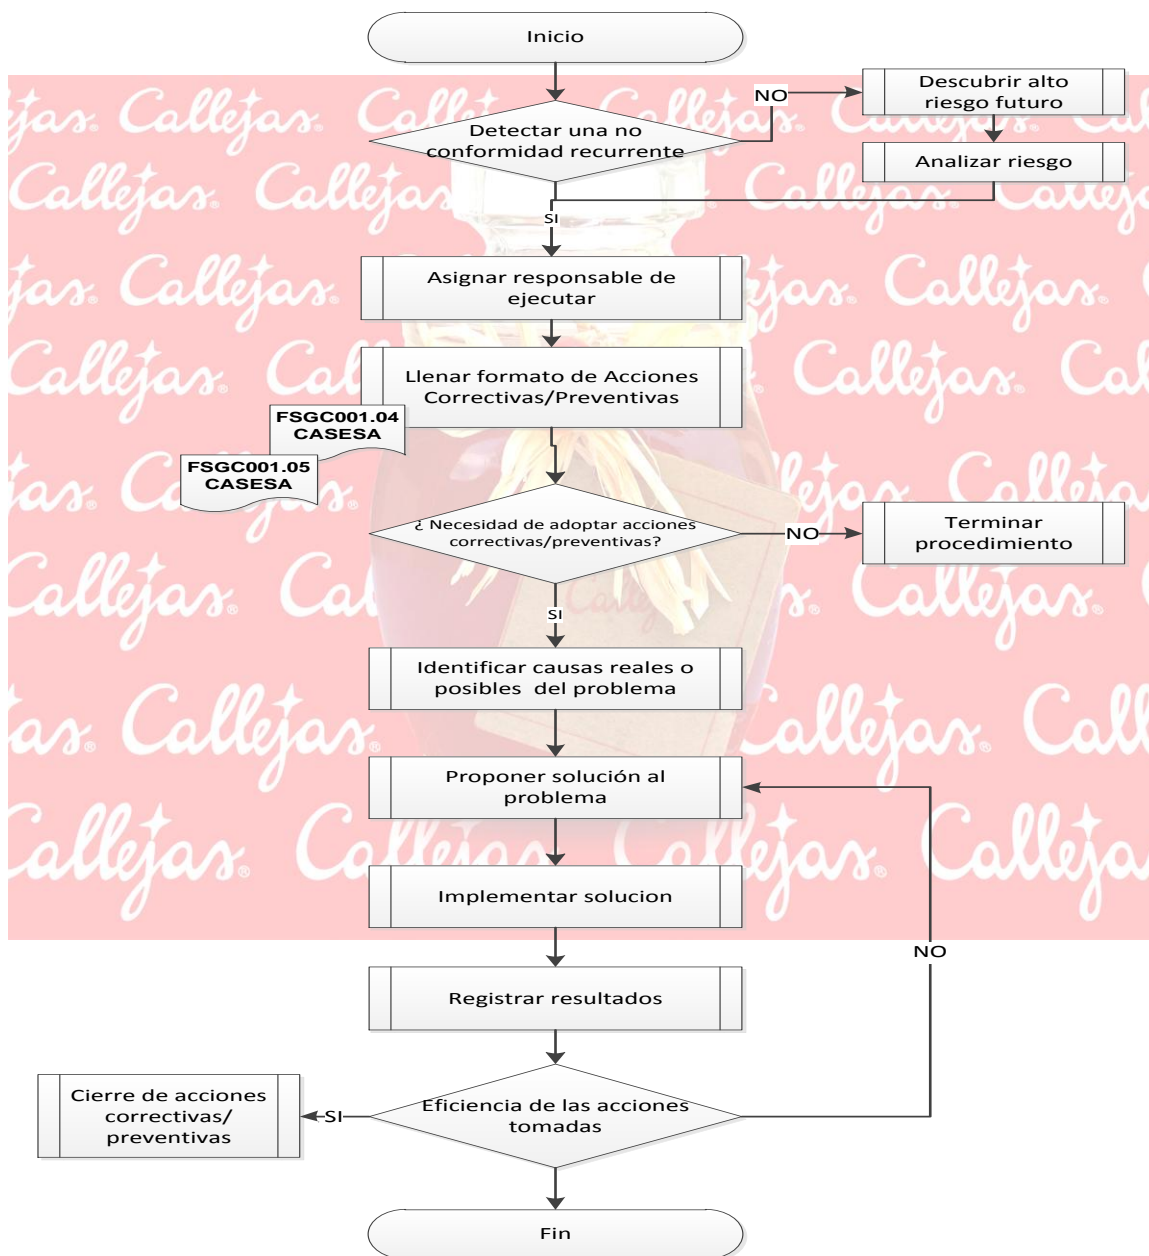 Inicio
NO
Descubrir alto
riesgo futuro
Detectar una no
conformidad recurrente
Analizar riesgo
SI
Asignar responsable de
ejecutar
Llenar formato de Acciones
Correctivas/Preventivas
FSGC001.04
CASESA
FSGC001.05
CASESA
¿ Necesidad de adoptar acciones
correctivas/preventivas?
NO
Terminar
procedimiento
SI
Identificar causas reales o
posibles del problema
Proponer solución al
problema
Implementar solucion
NO
Registrar resultados
Eficiencia de las acciones
tomadas
SI
Cierre de acciones
correctivas/
preventivas
Fin
Callejas®